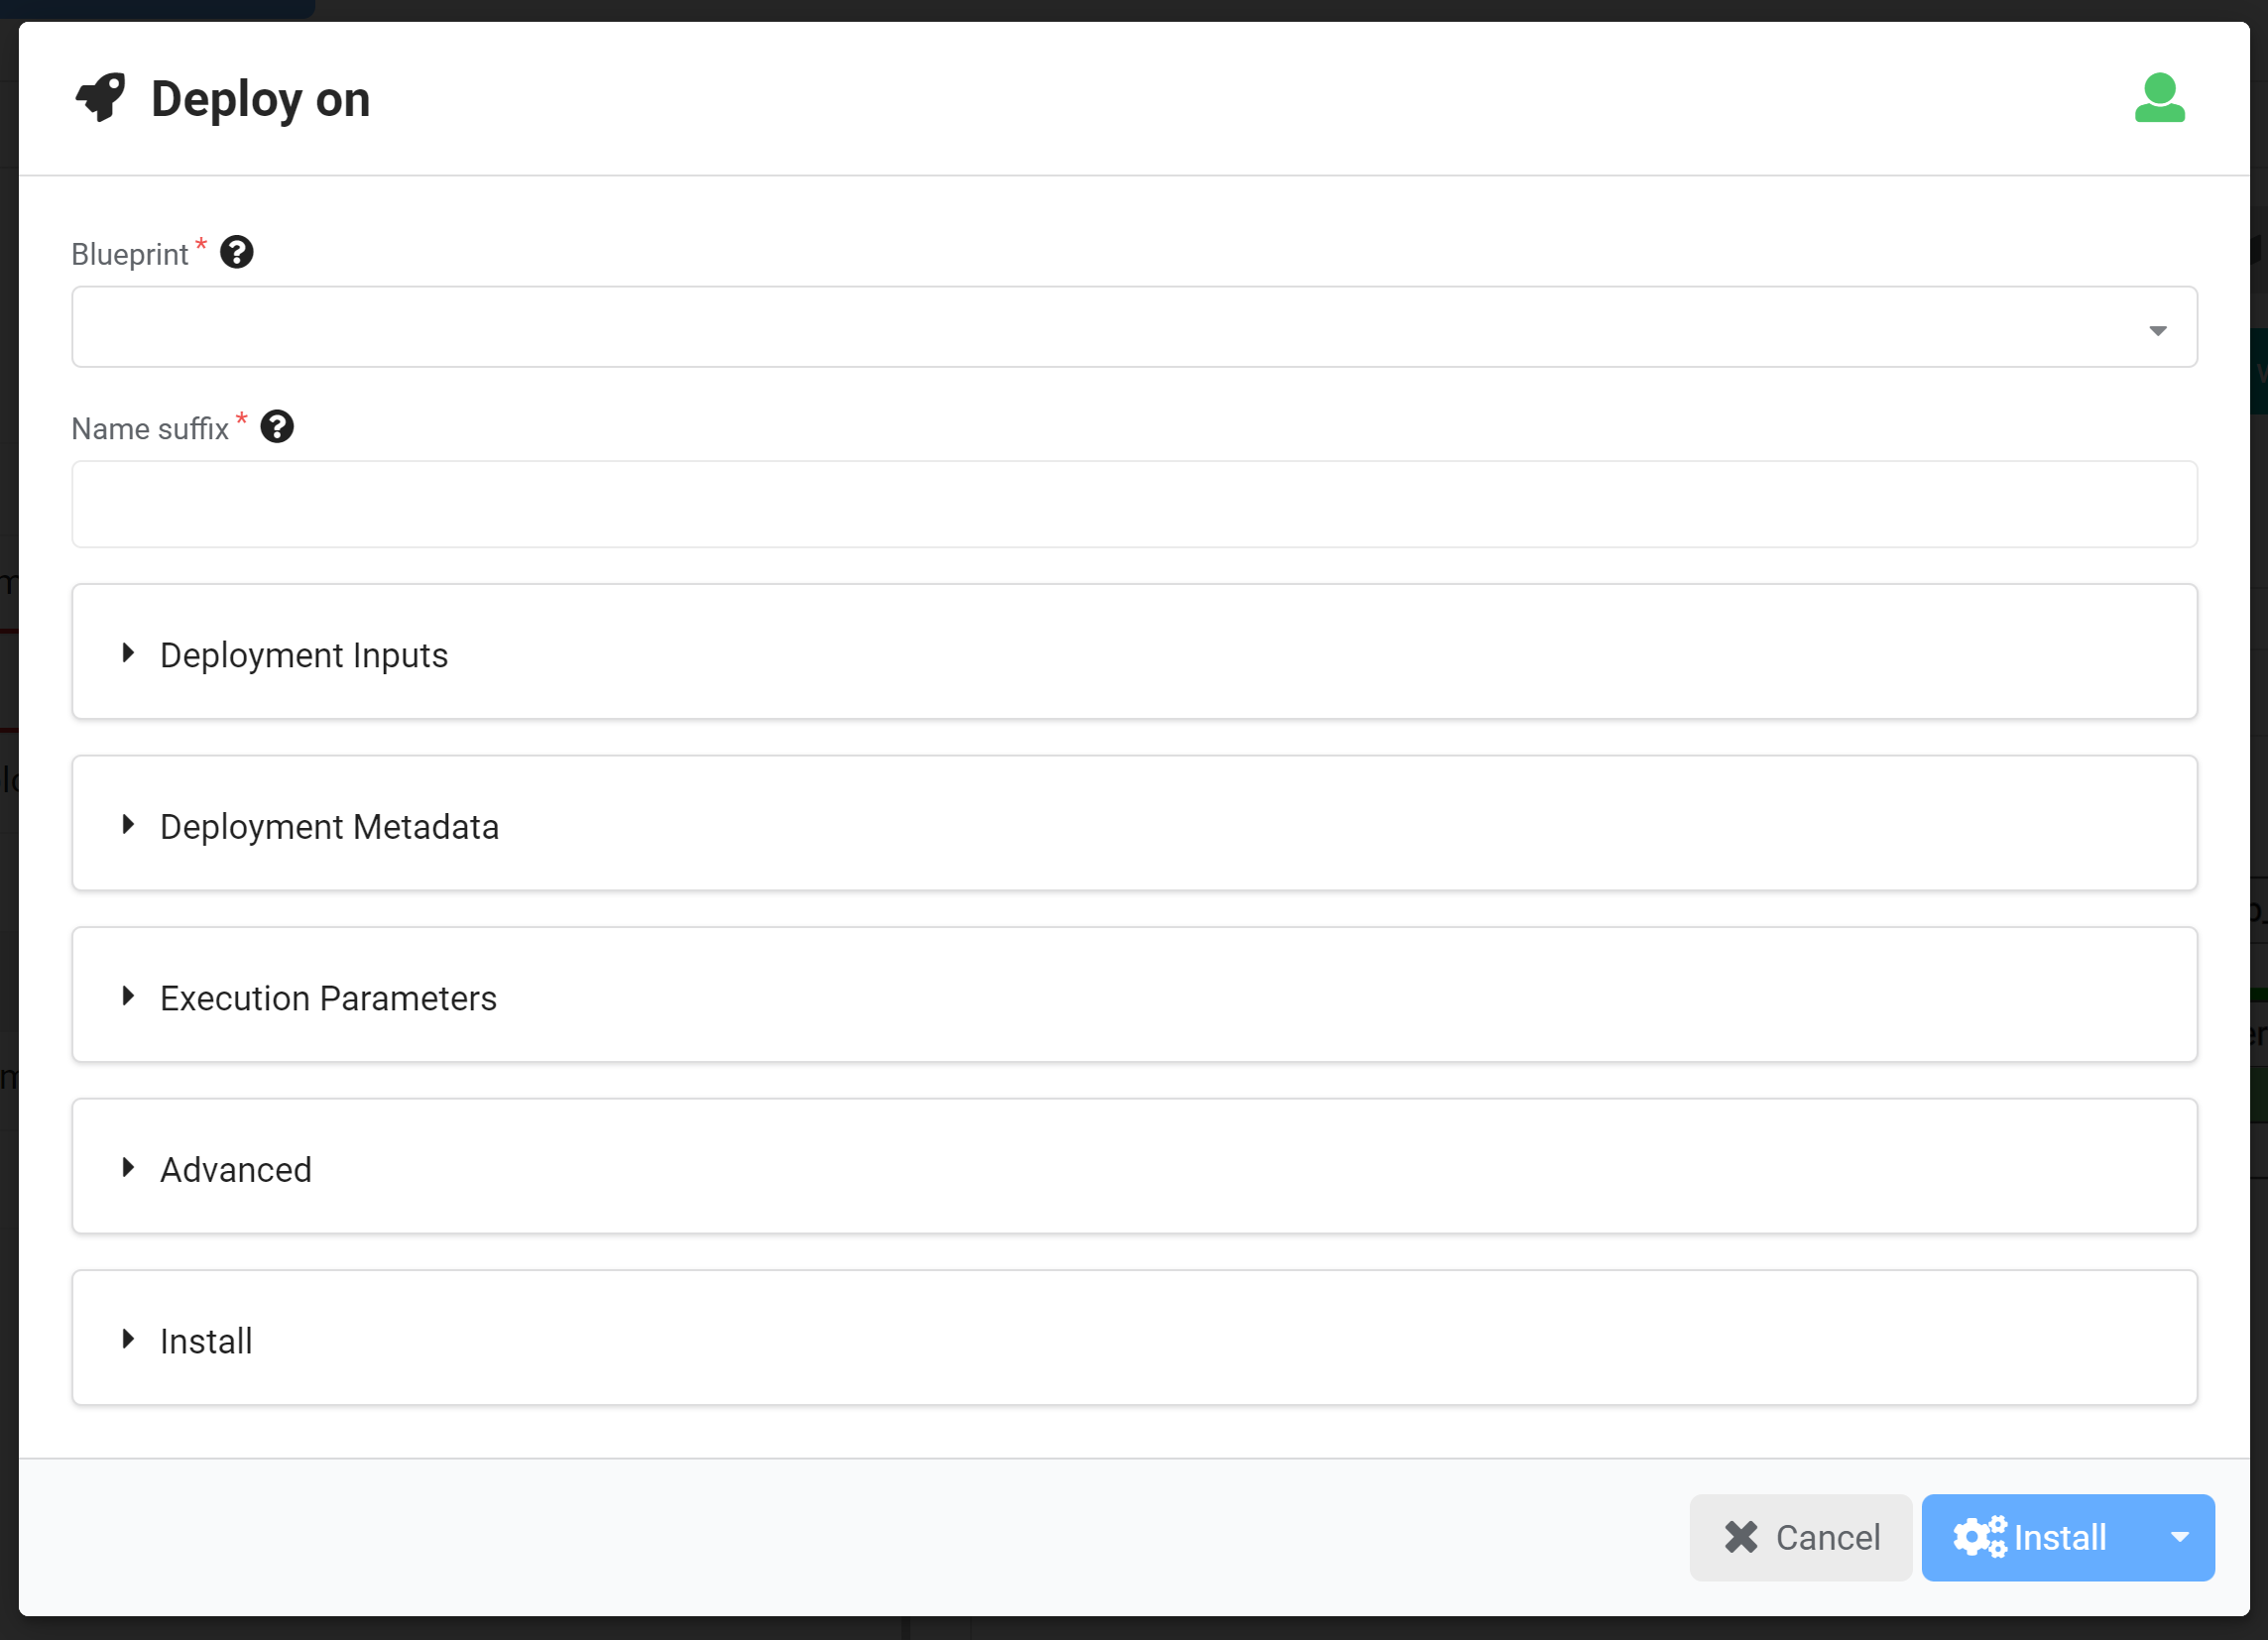 Deploy on
Blueprint *
Name suffix *
Deployment Inputs
Deployment Metadata
Execution Parameters
Advanced
Install
Cancel
Install